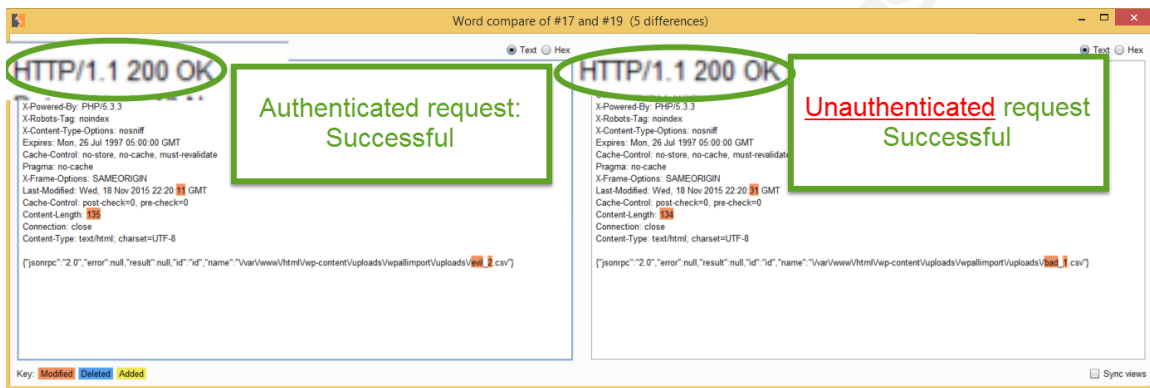 Word compare of #17 and #19 (5 differences)
Text Hex
Text Hex
HTTP/1.1 200 OK
Authenticated request:
Successful
X-Powered-By: PHP/5.3.3
X-Robots-Tag: noindex
X-Content-Type-Options: nosniff
Expires: Mon, 26 Jul 1997 05:00:00 GMT
Cache-Control: no-store, no-cache, must-revalidate
Pragma: no-cache
X-Frame-Options: SAMEORIGIN
Last-Modified: Wed, 18 Nov 2015 22:20:11 GMT
Cache-Control: post-check=0, pre-check=0
Content-Length: 135
Connection: close
Content-Type: text/html; charset=UTF-8
{"jsonrpc":"2.0","error":null,"result":null,"id":"id","name":"\/var\/www\/html\/wp-content\/uploads\/wpallimport\/uploads\/evil_2.csv"}
HTTP/1.1 200 OK
Unauthenticated request
Successful
X-Powered-By: PHP/5.3.3
X-Robots-Tag: noindex
X-Content-Type-Options: nosniff
Expires: Mon, 26 Jul 1997 05:00:00 GMT
Cache-Control: no-store, no-cache, must-revalidate
Pragma: no-cache
X-Frame-Options: SAMEORIGIN
Last-Modified: Wed, 18 Nov 2015 22:20:31 GMT
Cache-Control: post-check=0, pre-check=0
Content-Length: 134
Connection: close
Content-Type: text/html; charset=UTF-8
{"jsonrpc":"2.0","error":null,"result":null,"id":"id","name":"\/var\/www\/html\/wp-content\/uploads\/wpallimport\/uploads\/bad_1.csv"}
Key: Modified Deleted Added
Sync views